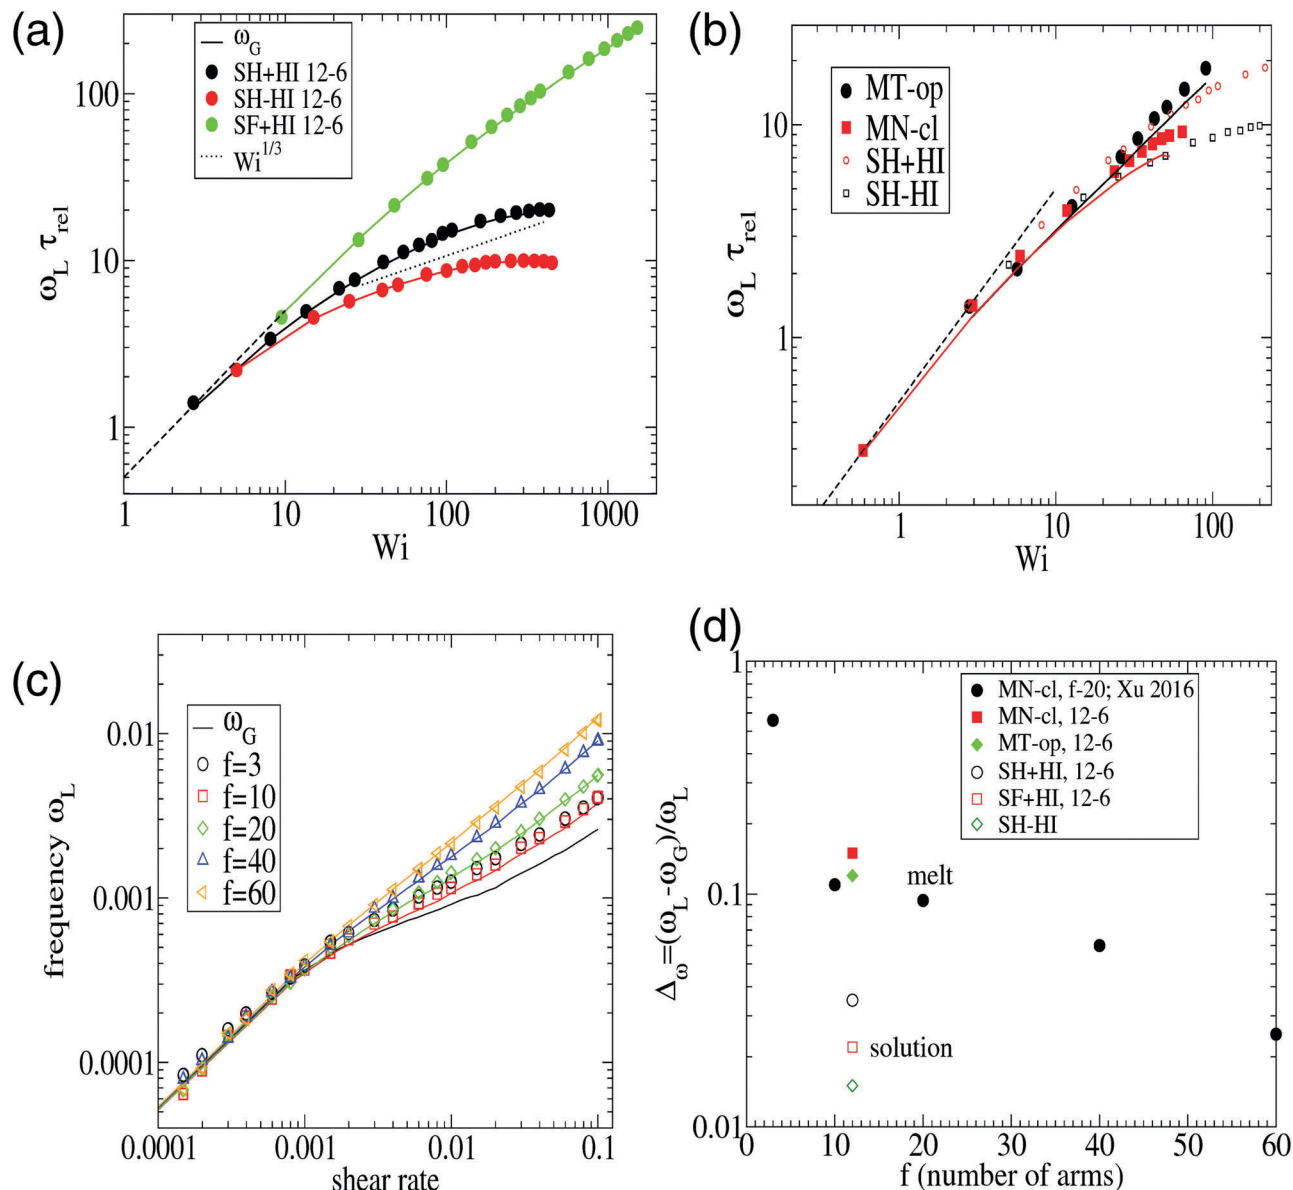 (a)
ω_G
SH+HI 12-6
SH-HI 12-6
SF+HI 12-6
Wi^1/3
100
10
1
1 10 100 1000
Wi
ω_L τ_rel
(b)
MT-op
MN-cl
SH+HI
SH-HI
10
1
1 10 100
Wi
ω_L τ_rel
(c)
ω_G
f=3
f=10
f=20
f=40
f=60
0.01
0.001
0.0001
0.0001 0.001 0.01 0.1
shear rate
frequency ω_L
(d)
MN-cl, f-20; Xu 2016
MN-cl, 12-6
MT-op, 12-6
SH+HI, 12-6
SF+HI, 12-6
SH-HI
melt
solution
1
0.1
0.01
0 10 20 30 40 50 60
f (number of arms)
Δ_ω=(ω_L -ω_G)/ω_L